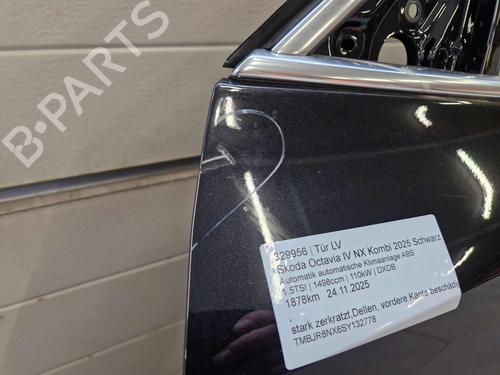 B-PARTS
329956 | Tür LV
Skoda Octavia IV NX Kombi 2025 Schwarz
Automatik automatische Klimaanlage ABS
1.5TSI | 1498ccm | 110kW | DXDB
1878km 24.11.2025
stark zerkratzt,Dellen, vordere Kante beschädi
TMBJR8NX6SY132778